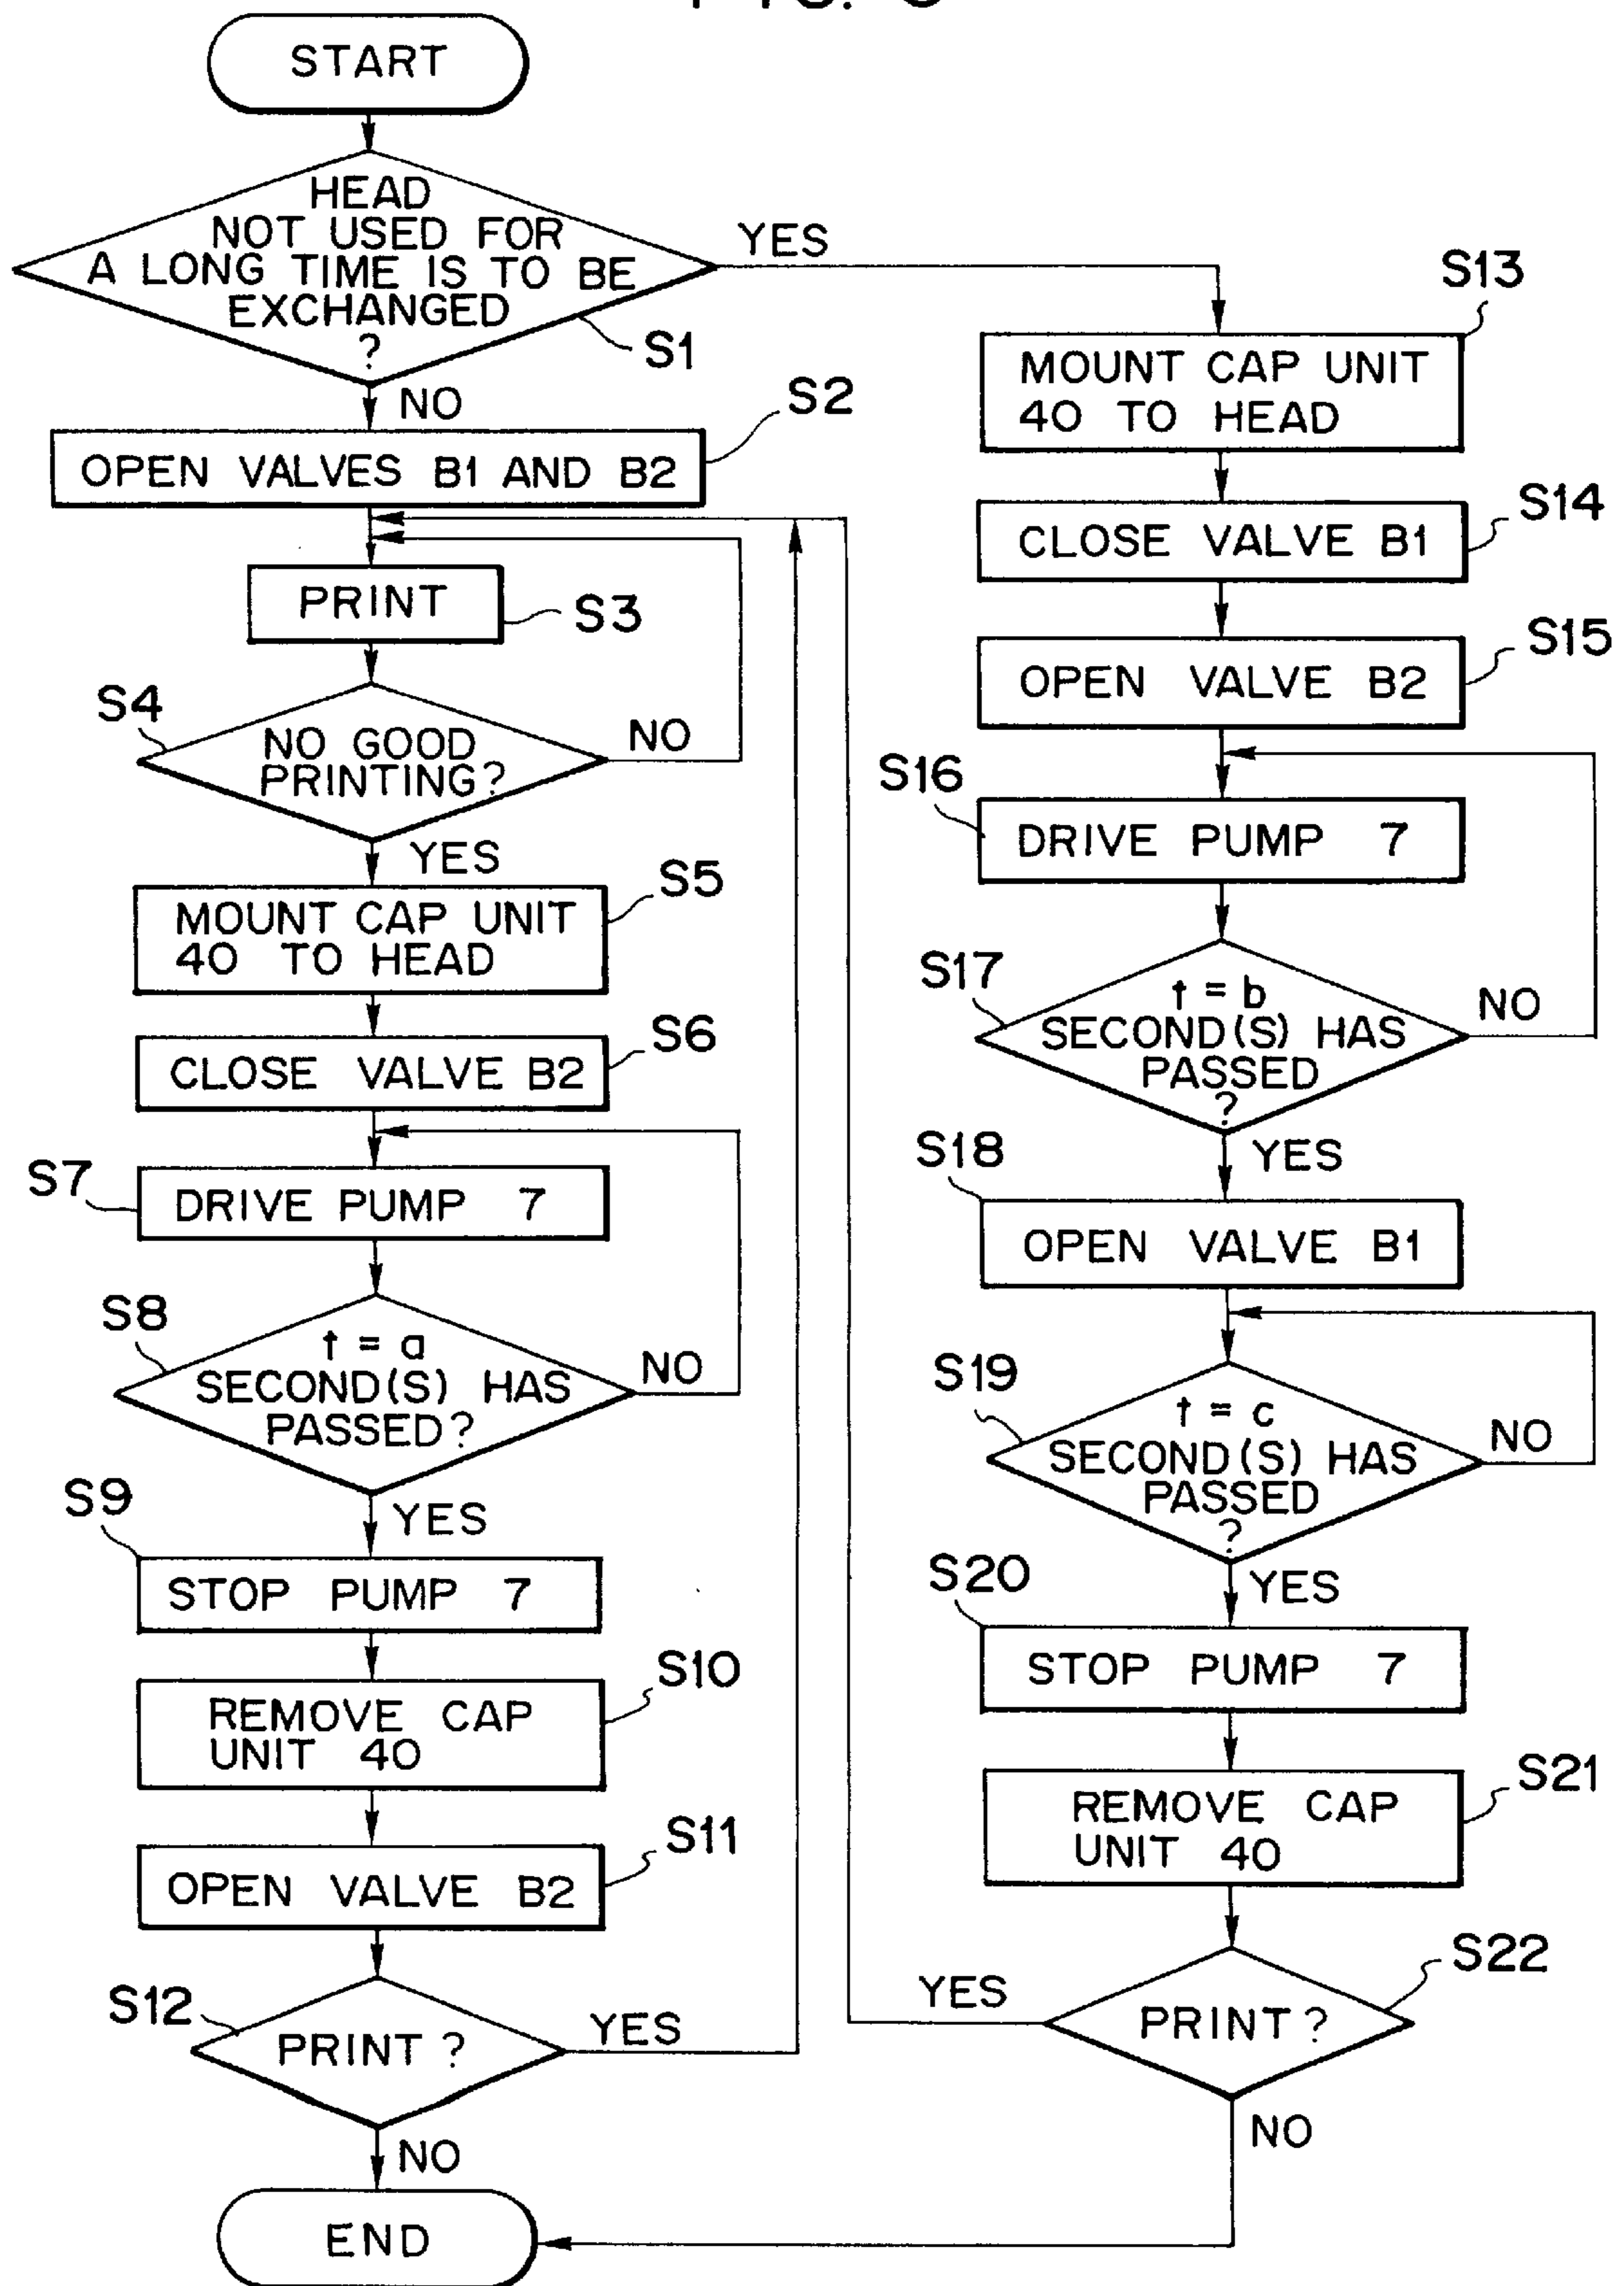 START
HEAD
NOT USED FOR
A LONG TIME IS TO BE
EXCHANGED
?
S1
YES
NO
OPEN VALVES B1 AND B2
S2
PRINT
S3
S4
NO GOOD
PRINTING?
NO
YES
MOUNT CAP UNIT
40 TO HEAD
S5
CLOSE VALVE B2
S6
S7
DRIVE PUMP 7
S8
t = a
SECOND(S) HAS
PASSED?
NO
YES
S9
STOP PUMP 7
REMOVE CAP
UNIT 40
S10
OPEN VALVE B2
S11
S12
PRINT ?
YES
NO
END
S13
MOUNT CAP UNIT
40 TO HEAD
S14
CLOSE VALVE B1
S15
OPEN VALVE B2
S16
DRIVE PUMP 7
S17
t = b
SECOND(S) HAS
PASSED
?
NO
YES
S18
OPEN VALVE B1
S19
t = c
SECOND(S) HAS
PASSED
?
NO
YES
S20
STOP PUMP 7
S21
REMOVE CAP
UNIT 40
S22
PRINT ?
YES
NO